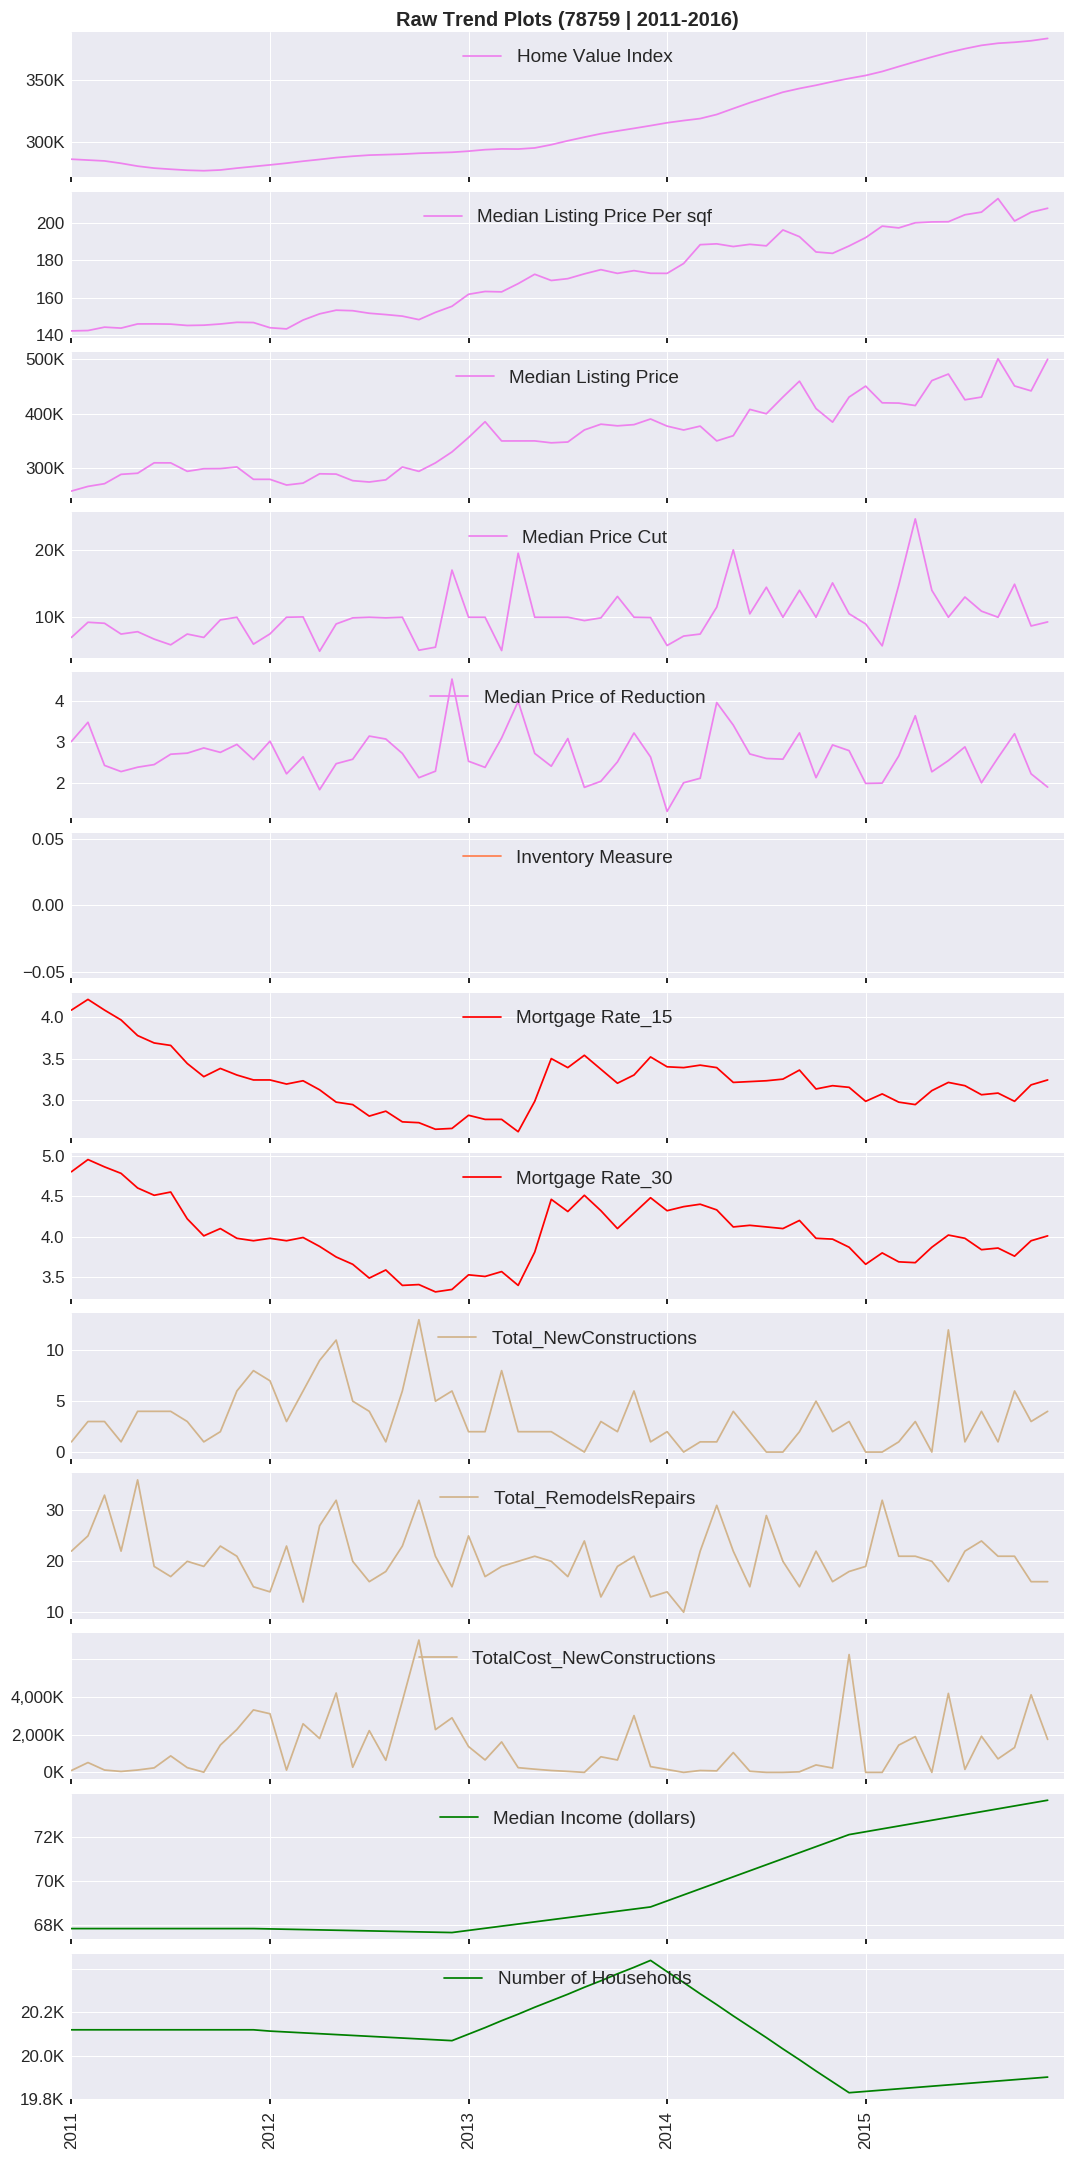 Raw Trend Plots (78759 | 2011-2016)
Home Value Index
350K
300K
Median Listing Price Per sqf
200
180
160
140
Median Listing Price
500K
400K
300K
Median Price Cut
20K
10K
Median Price of Reduction
4
3
2
Inventory Measure
0.05
0.00
−0.05
Mortgage Rate_15
4.0
3.5
3.0
Mortgage Rate_30
5.0
4.5
4.0
3.5
Total_NewConstructions
10
5
0
Total_RemodelsRepairs
30
20
10
TotalCost_NewConstructions
4,000K
2,000K
0K
Median Income (dollars)
72K
70K
68K
Number of Households
20.2K
20.0K
19.8K
2011 2012 2013 2014 2015